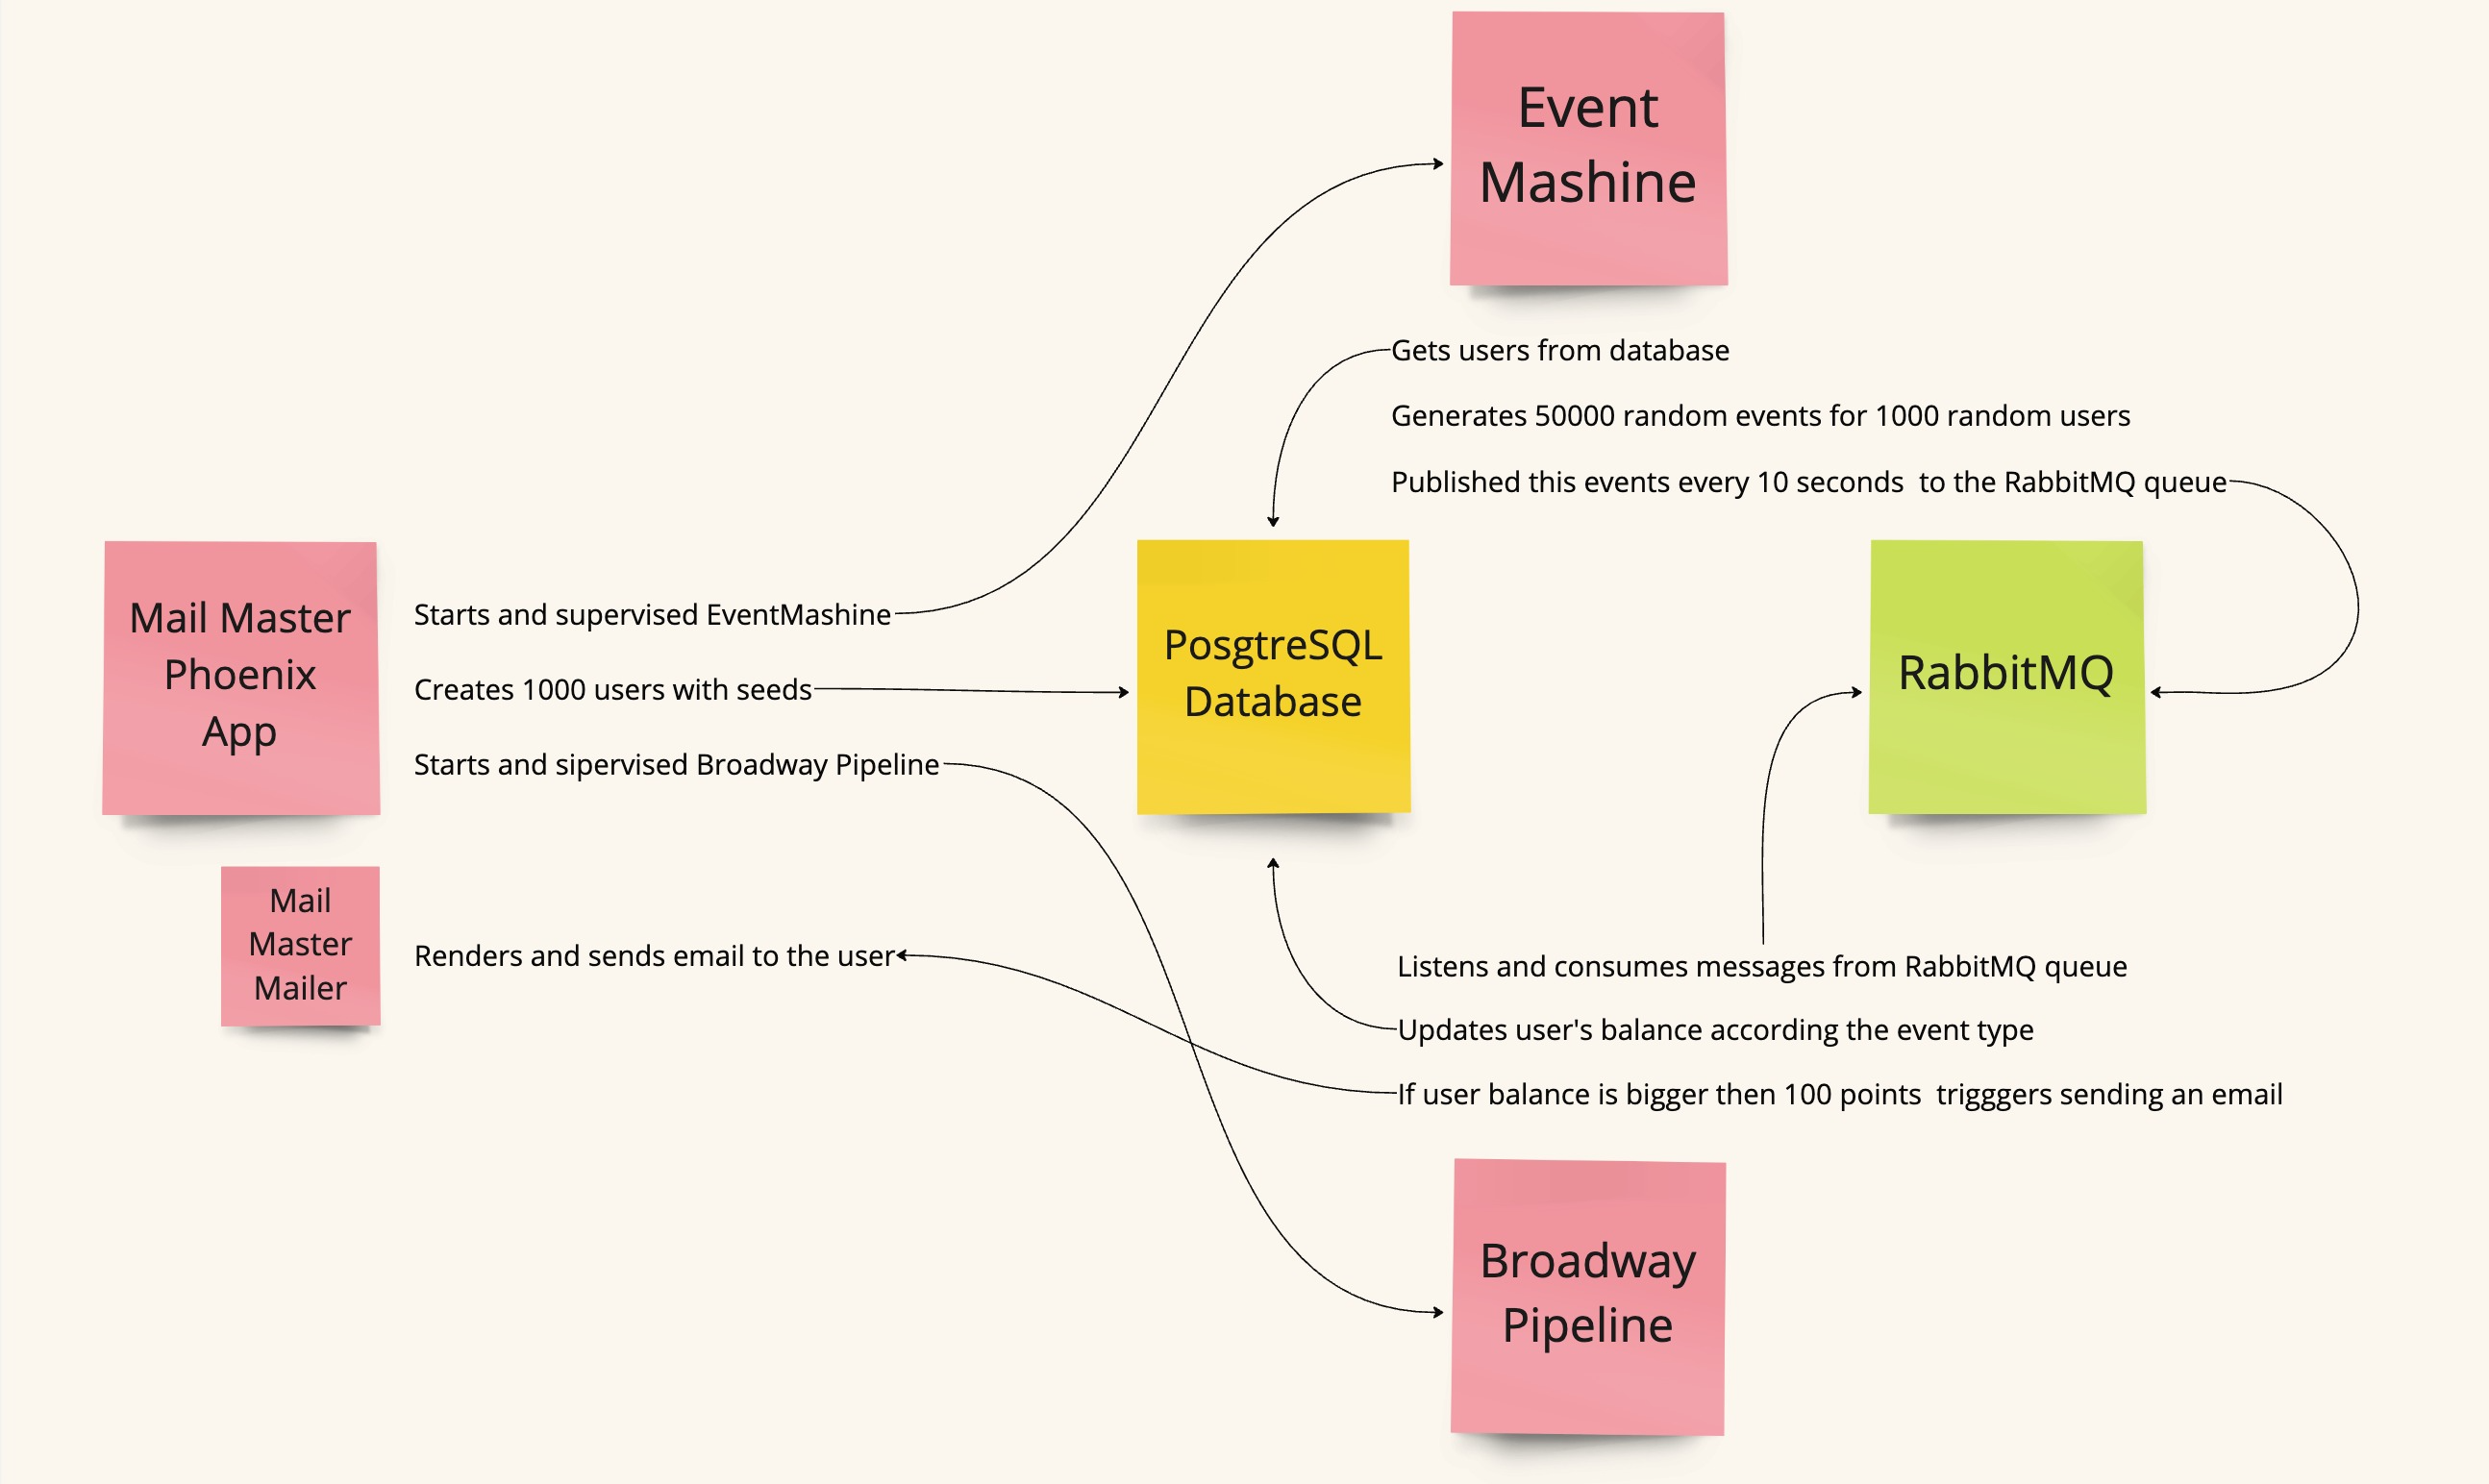 Event
Mashine
Gets users from database
Generates 50000 random events for 1000 random users
Published this events every 10 seconds  to the RabbitMQ queue
Mail Master
Phoenix
App
Starts and supervised EventMashine
Creates 1000 users with seeds
Starts and sipervised Broadway Pipeline
PosgtreSQL
Database
RabbitMQ
Mail
Master
Mailer
Renders and sends email to the user
Listens and consumes messages from RabbitMQ queue
Updates user's balance according the event type
If user balance is bigger then 100 points  trigggers sending an email
Broadway
Pipeline